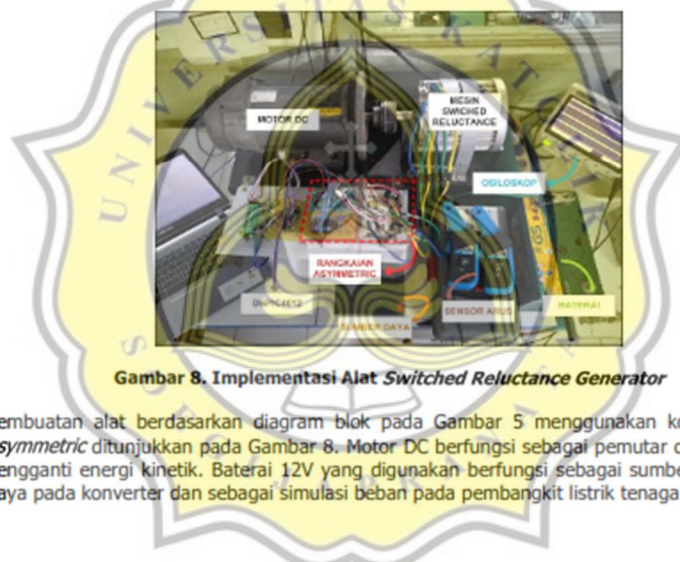 MOTOR DC
MESIN
SWICHED
RELUCTANCE
OSILOSKOP
RANGKAIAN
ASYMMETRIC
SENSOR ARUS
BATERAI
SUMBER DAYA
UNIVERSITAS KATOLIK
SOEGIJAPRANATA
Gambar 8. Implementasi Alat Switched Reluctance Generator
embuatan alat berdasarkan diagram blok pada Gambar 5 menggunakan ko
symmetric ditunjukkan pada Gambar 8. Motor DC berfungsi sebagai pemutar d
engganti energi kinetik. Baterai 12V yang digunakan berfungsi sebagai sumbe
aya pada konverter dan sebagai simulasi beban pada pembangkit listrik tenaga